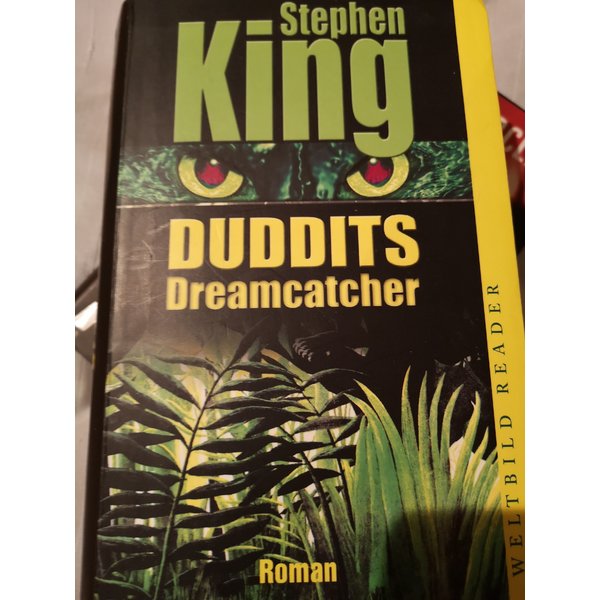 Stephen
King
DUDDITS
Dreamcatcher
Roman
WELTBILD READER